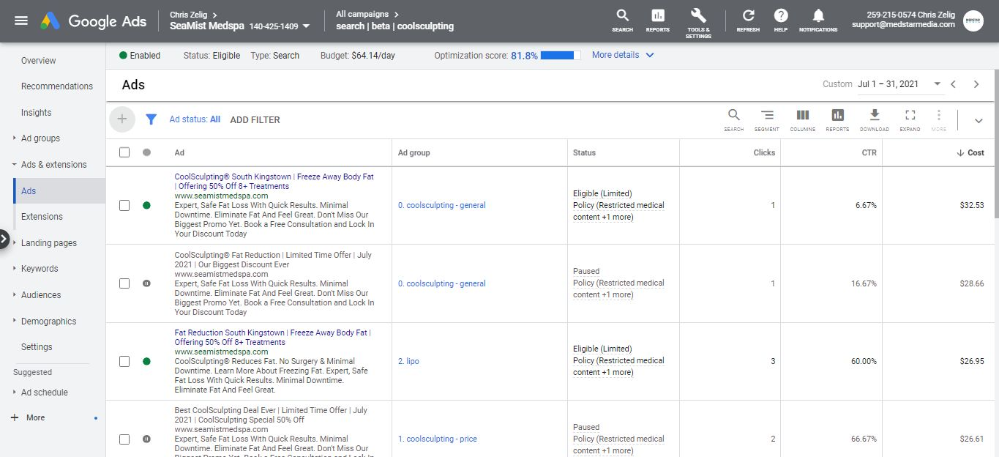 Google Ads
Chris Zelig
SeaMist Medspa 140-425-1409
All campaigns
search | beta | coolsculpting
SEARCH
REPORTS
TOOLS &
SETTINGS
REFRESH
HELP
NOTIFICATIONS
259-215-0574 Chris Zelig
support@medstarmedia.com
Overview
Recommendations
Insights
Ad groups
Ads & extensions
Ads
Extensions
Landing pages
Keywords
Audiences
Demographics
Settings
Suggested
Ad schedule
More
Enabled
Status: Eligible
Type: Search
Budget: $64.14/day
Optimization score: 81.8%
More details
Ads
Custom Jul 1 – 31, 2021
Ad status: All
ADD FILTER
SEARCH
SEGMENT
COLUMNS
REPORTS
DOWNLOAD
EXPAND
MORE
Ad
Ad group
Status
Clicks
CTR
Cost
CoolSculpting® South Kingstown | Freeze Away Body Fat
| Offering 50% Off 8+ Treatments
www.seamistmedspa.com
Expert, Safe Fat Loss With Quick Results. Minimal
Downtime. Eliminate Fat And Feel Great. Don't Miss Our
Biggest Promo Yet. Book a Free Consultation and Lock In
Your Discount Today
0. coolsculpting - general
Eligible (Limited)
Policy (Restricted medical
content +1 more)
1
6.67%
$32.53
CoolSculpting® Fat Reduction | Limited Time Offer | July
2021 | Our Biggest Discount Ever
www.seamistmedspa.com
Expert, Safe Fat Loss With Quick Results. Minimal
Downtime. Eliminate Fat And Feel Great. Don't Miss Our
Biggest Promo Yet. Book a Free Consultation and Lock In
Your Discount Today
0. coolsculpting - general
Paused
Policy (Restricted medical
content +1 more)
1
16.67%
$28.66
Fat Reduction South Kingstown | Freeze Away Body Fat |
Offering 50% Off 8+ Treatments
www.seamistmedspa.com
CoolSculpting® Reduces Fat. No Surgery & Minimal
Downtime. Learn More About Freezing Fat. Expert, Safe
Fat Loss With Quick Results. Minimal Downtime.
Eliminate Fat And Feel Great.
2. lipo
Eligible (Limited)
Policy (Restricted medical
content +1 more)
3
60.00%
$26.95
Best CoolSculpting Deal Ever | Limited Time Offer | July
2021 | CoolSculpting Special 50% Off
www.seamistmedspa.com
Expert, Safe Fat Loss With Quick Results. Minimal
Downtime. Eliminate Fat And Feel Great. Don't Miss Our
1. coolsculpting - price
Paused
Policy (Restricted medical
content +1 more)
2
66.67%
$26.61